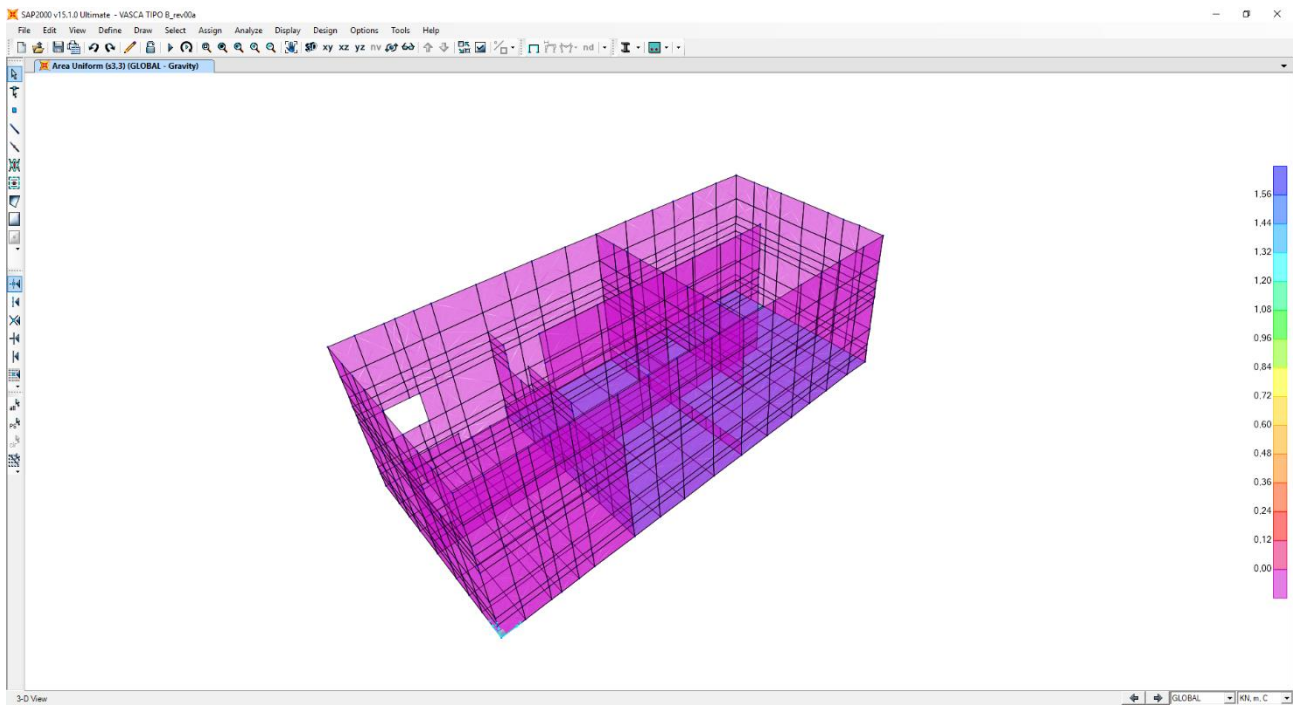 SAP2000 v15.1.0 Ultimate - VASCA TIPO B_rev00a
File Edit View Define Draw Select Assign Analyze Display Design Options Tools Help
3D xy xz yz nv nd
Area Uniform (s3,3) (GLOBAL - Gravity)
1,56
1,44
1,32
1,20
1,08
0,96
0,84
0,72
0,60
0,48
0,36
0,24
0,12
0,00
all
PS
3-D View
GLOBAL
KN, m, C